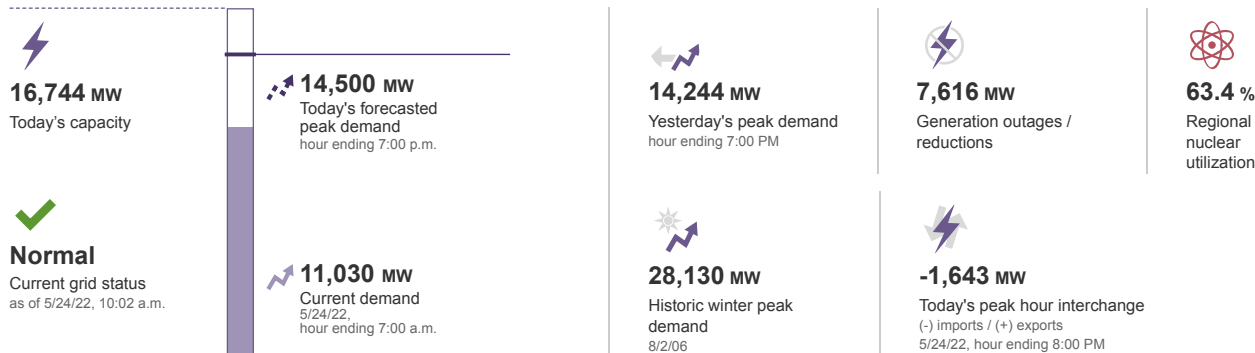 16,744 MW
Today's capacity
Normal
Current grid status
as of 5/24/22, 10:02 a.m.
14,500 MW
Today's forecasted
peak demand
hour ending 7:00 p.m.
11,030 MW
Current demand
5/24/22,
hour ending 7:00 a.m.
14,244 MW
Yesterday's peak demand
hour ending 7:00 PM
7,616 MW
Generation outages /
reductions
63.4 %
Regional
nuclear
utilization
28,130 MW
Historic winter peak
demand
8/2/06
-1,643 MW
Today's peak hour interchange
(-) imports / (+) exports
5/24/22, hour ending 8:00 PM